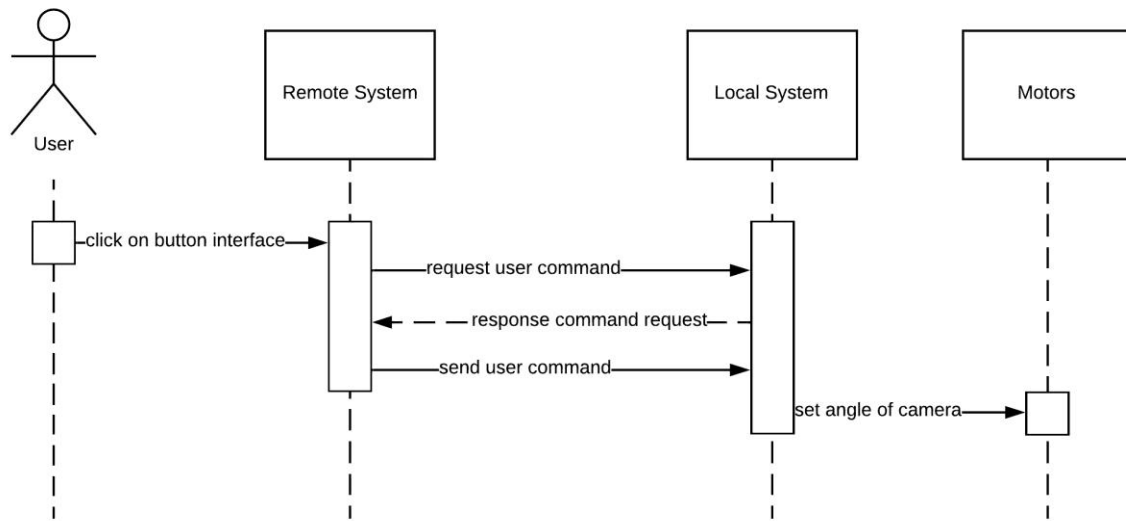 Remote System
Local System
Motors
User
click on button interface
request user command
response command request
send user command
set angle of camera